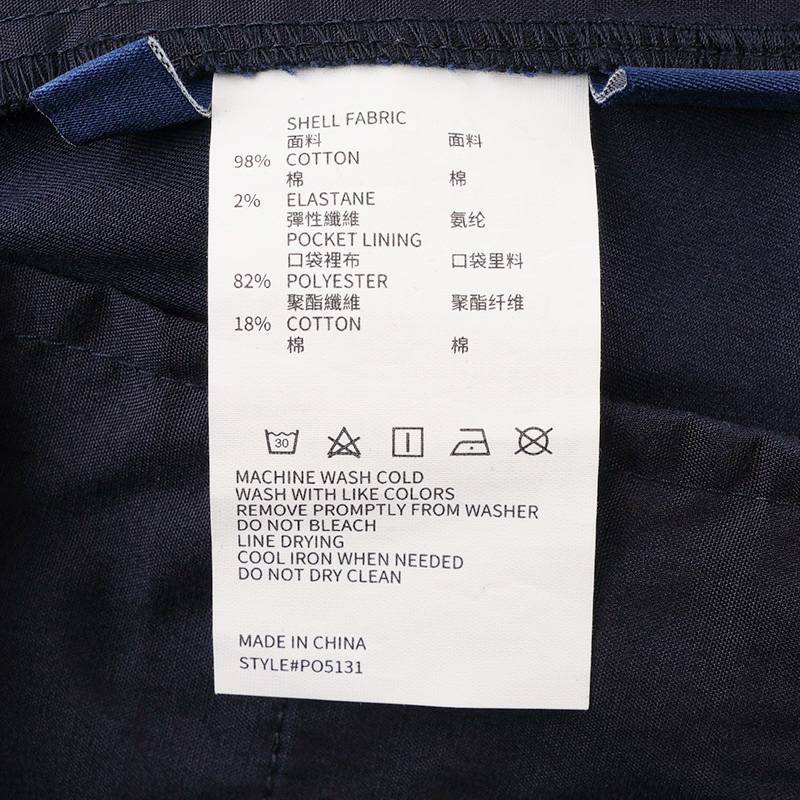 SHELL FABRIC
面料 面料
98% COTTON
棉 棉
2% ELASTANE
彈性纖維 氨纶
POCKET LINING
口袋裡布 口袋里料
82% POLYESTER
聚酯纖維 聚酯纤维
18% COTTON
棉 棉
30
MACHINE WASH COLD
WASH WITH LIKE COLORS
REMOVE PROMPTLY FROM WASHER
DO NOT BLEACH
LINE DRYING
COOL IRON WHEN NEEDED
DO NOT DRY CLEAN
MADE IN CHINA
STYLE#PO5131